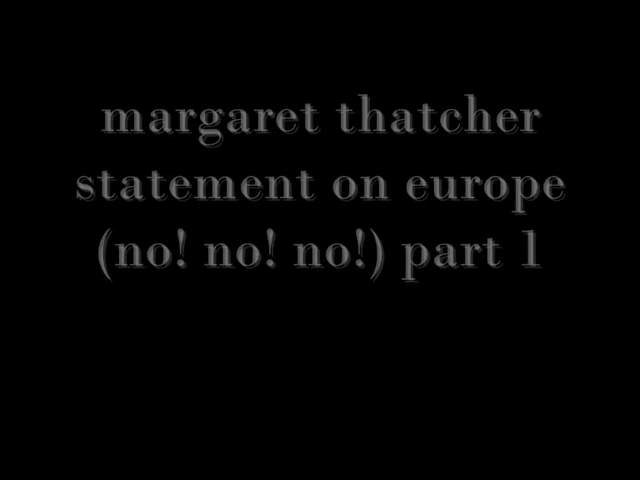 margaret thatcher
statement on europe
(no! no! no!) part 1